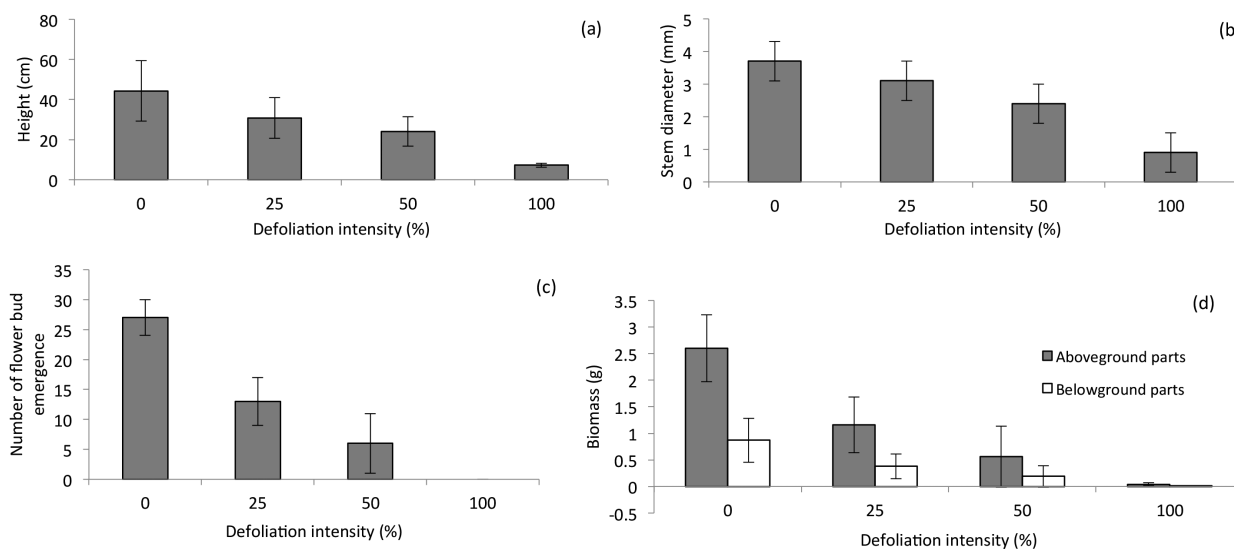 (a)
Height (cm)
80
60
40
20
0
0 25 50 100
Defoliation intensity (%)
(b)
Stem diameter (mm)
5
4
3
2
1
0
0 25 50 100
Defoliation intensity (%)
(c)
Number of flower bud
emergence
35
30
25
20
15
10
5
0
0 25 50 100
Defoliation intensity (%)
(d)
Biomass (g)
3.5
3
2.5
2
1.5
1
0.5
0
-0.5
Aboveground parts
Belowground parts
0 25 50 100
Defoliation intensity (%)